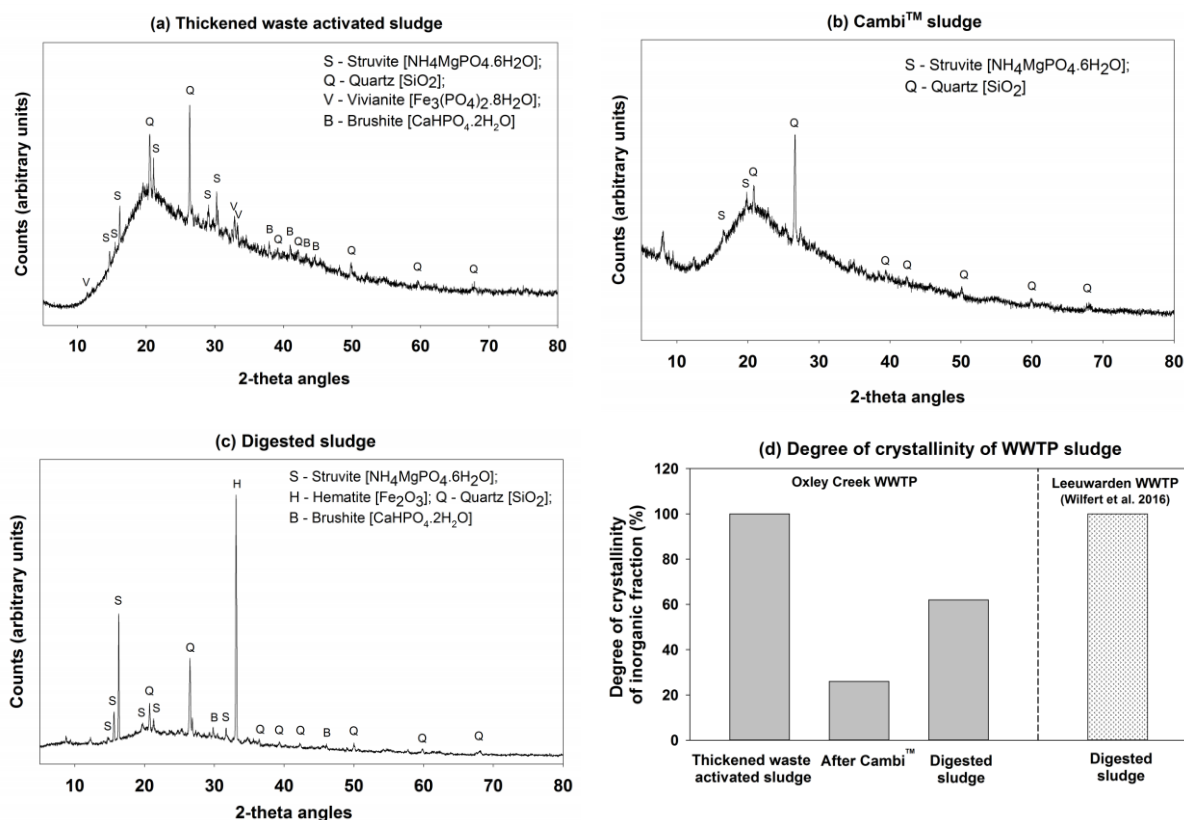 (a) Thickened waste activated sludge
S - Struvite [NH4MgPO4.6H2O];
Q - Quartz [SiO2];
V - Vivianite [Fe3(PO4)2.8H2O];
B - Brushite [CaHPO4.2H2O]
Counts (arbitrary units)
V
S
S
S
Q
S
Q
S
S
V
V
B
Q
B
Q
B
B
Q
Q
Q
10 20 30 40 50 60 70 80
2-theta angles
(b) Cambi™ sludge
S - Struvite [NH4MgPO4.6H2O];
Q - Quartz [SiO2]
Counts (arbitrary units)
S
S
Q
Q
Q
Q
Q
Q
Q
10 20 30 40 50 60 70 80
2-theta angles
(c) Digested sludge
S - Struvite [NH4MgPO4.6H2O];
H - Hematite [Fe2O3]; Q - Quartz [SiO2];
B - Brushite [CaHPO4.2H2O]
Counts (arbitrary units)
S
S
S
S
Q
S
Q
B
S
H
Q
Q
Q
B
Q
Q
Q
10 20 30 40 50 60 70 80
2-theta angles
(d) Degree of crystallinity of WWTP sludge
Degree of crystallinity
of inorganic fraction (%)
120
100
80
60
40
20
0
Oxley Creek WWTP
Leeuwarden WWTP
(Wilfert et al. 2016)
Thickened waste
activated sludge
After Cambi™
Digested
sludge
Digested
sludge